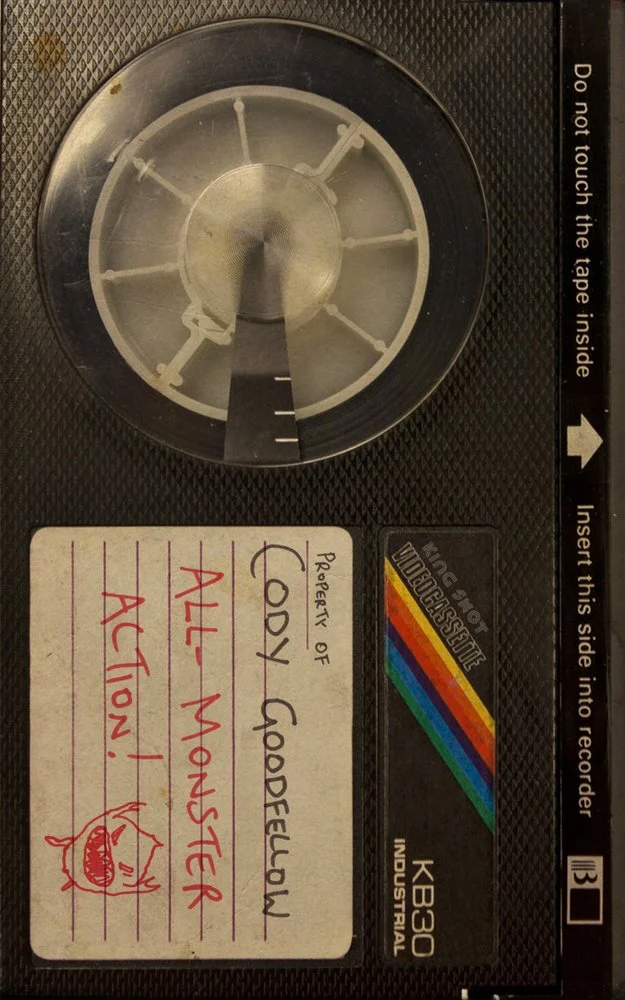 Do not touch the tape inside
Insert this side into recorder
KING SHOT
VIDEOCASSETTE
KB30
INDUSTRIAL
PROPERTY OF
CODY GOODFELLOW
ALL-MONSTER
ACTION!